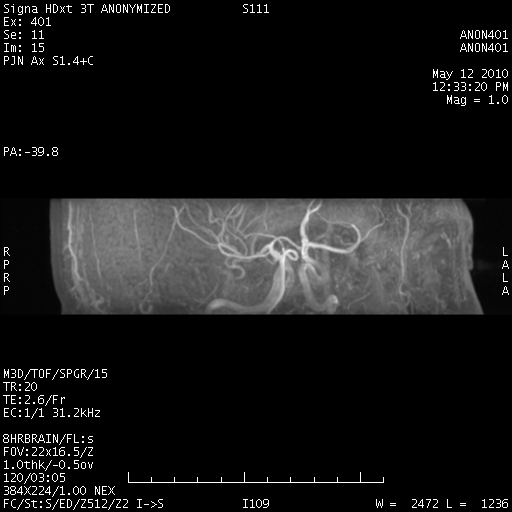 Signa HDxt 3T ANONYMIZED
S111
Ex: 401
Se: 11
Im: 15
PJN Ax S1.4+C
ANON401
ANON401
May 12 2010
12:33:20 PM
Mag = 1.0
PA:-39.8
R
P
R
P
L
A
L
A
M3D/TOF/SPGR/15
TR:20
TE:2.6/Fr
EC:1/1 31.2kHz
8HRBRAIN/FL:s
FOV:22x16.5/Z
1.0thk/-0.5ov
120/03:05
384X224/1.00 NEX
FC/St:S/ED/Z512/Z2 I->S
I109
W = 2472 L = 1236